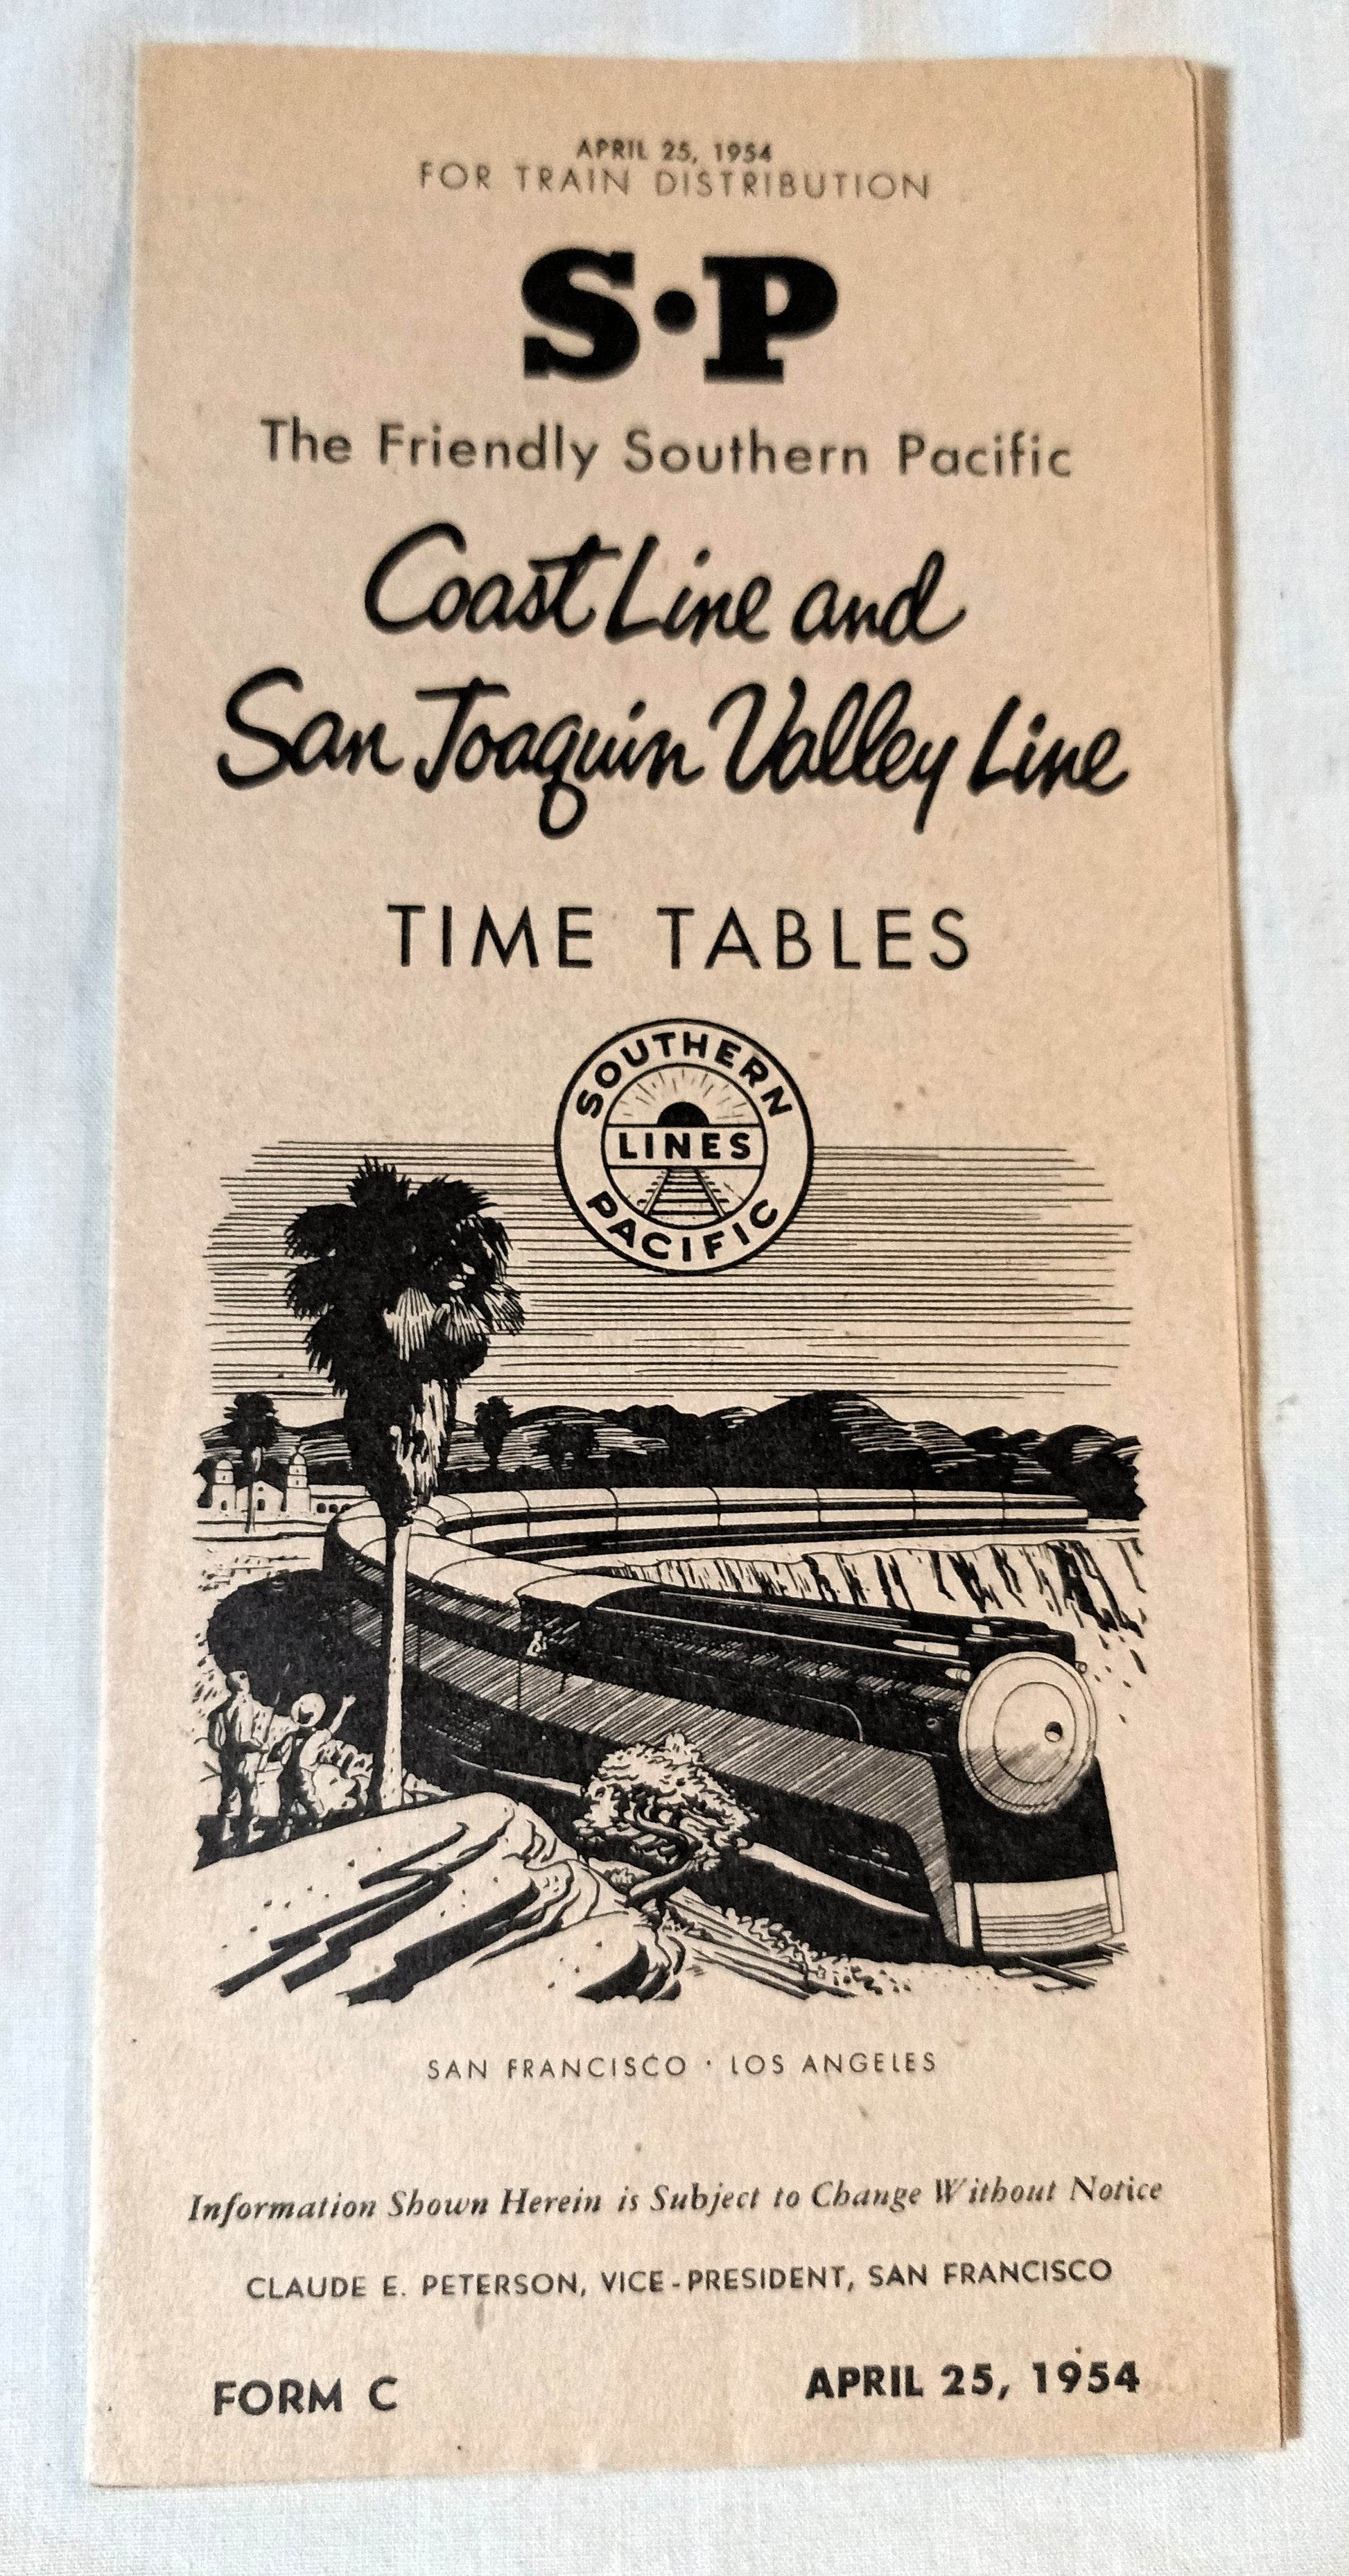 APRIL 25, 1954
FOR TRAIN DISTRIBUTION
S·P
The Friendly Southern Pacific
Coast Line and
San Joaquin Valley Line
TIME TABLES
SOUTHERN
LINES
PACIFIC
SAN FRANCISCO · LOS ANGELES
Information Shown Herein is Subject to Change Without Notice
CLAUDE E. PETERSON, VICE-PRESIDENT, SAN FRANCISCO
FORM C
APRIL 25, 1954